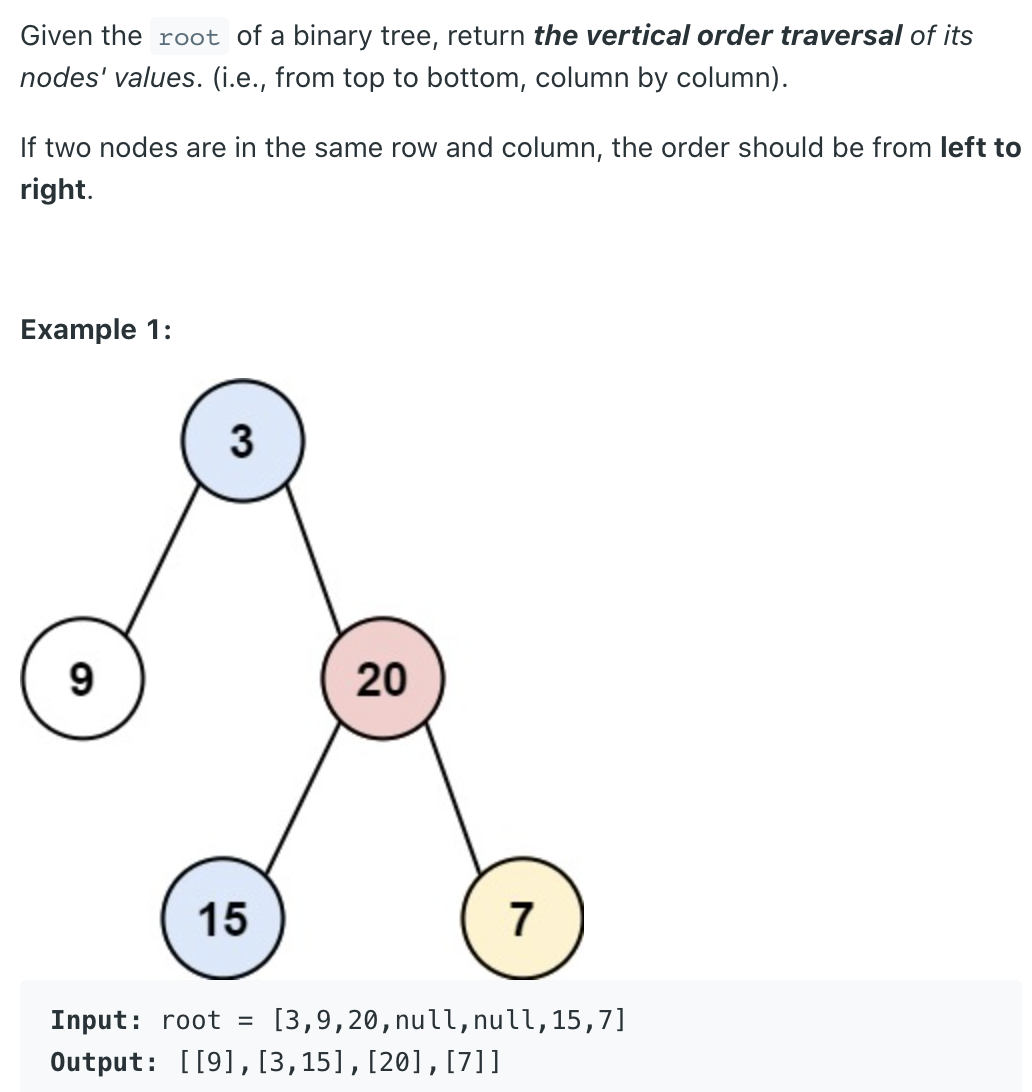 Given the root of a binary tree, return the vertical order traversal of its
nodes' values. (i.e., from top to bottom, column by column).
If two nodes are in the same row and column, the order should be from left to
right.
Example 1:
3
9
20
15
7
Input: root = [3,9,20,null,null,15,7]
Output: [[9],[3,15],[20],[7]]